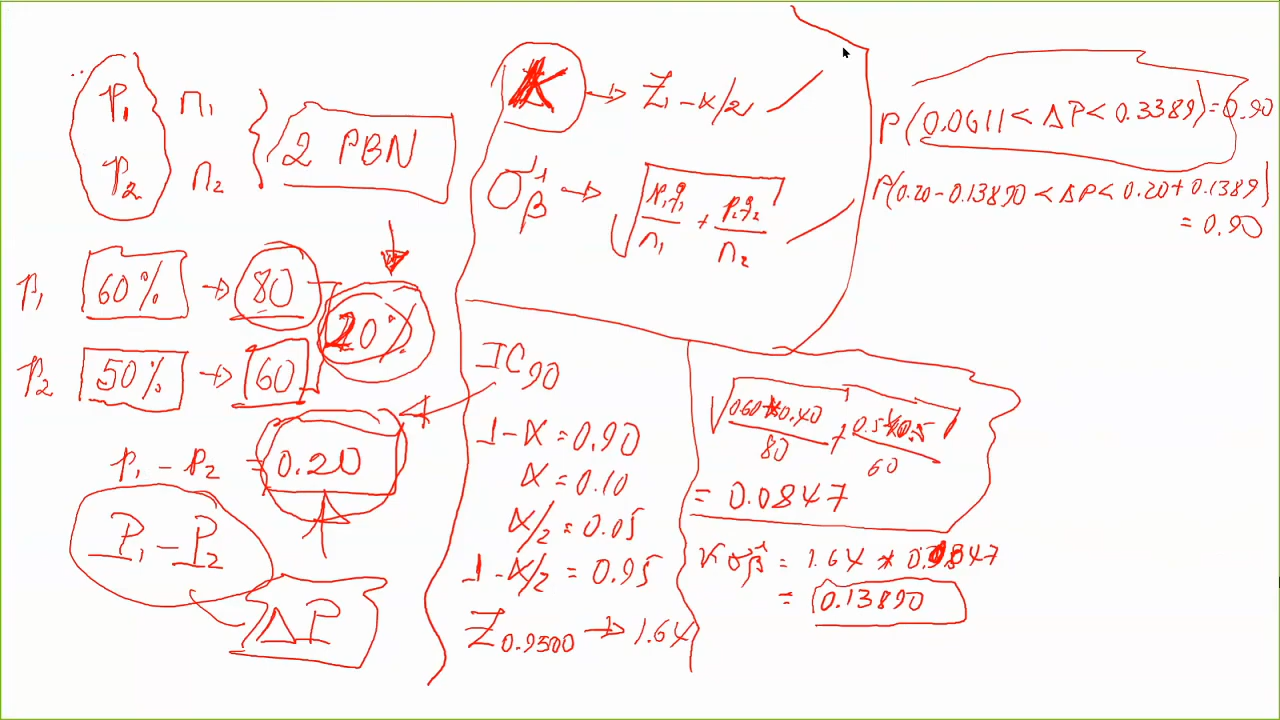 p₁ n₁
p₂ n₂
2 PBN
p₁ 60% → 80
p₂ 50% → 60
20%
p₁ - p₂ = 0.20
P₁ - P₂
ΔP
K → Z₁₋α/₂
→ √(p₁q₁/n₁ + p₂q₂/n₂)
IC₉₀
1-α = 0.90
α = 0.10
α/2 = 0.05
1-α/2 = 0.95
Z₀.₉₅₀₀ → 1.64
√(0.60*0.40/80 + 0.5*0.5/60)
= 0.0847
= 1.64 * 0.0847
= 0.13890
P(0.0611 < ΔP < 0.3389) = 0.90
P(0.20 - 0.13890 < ΔP < 0.20 + 0.1389)
= 0.90